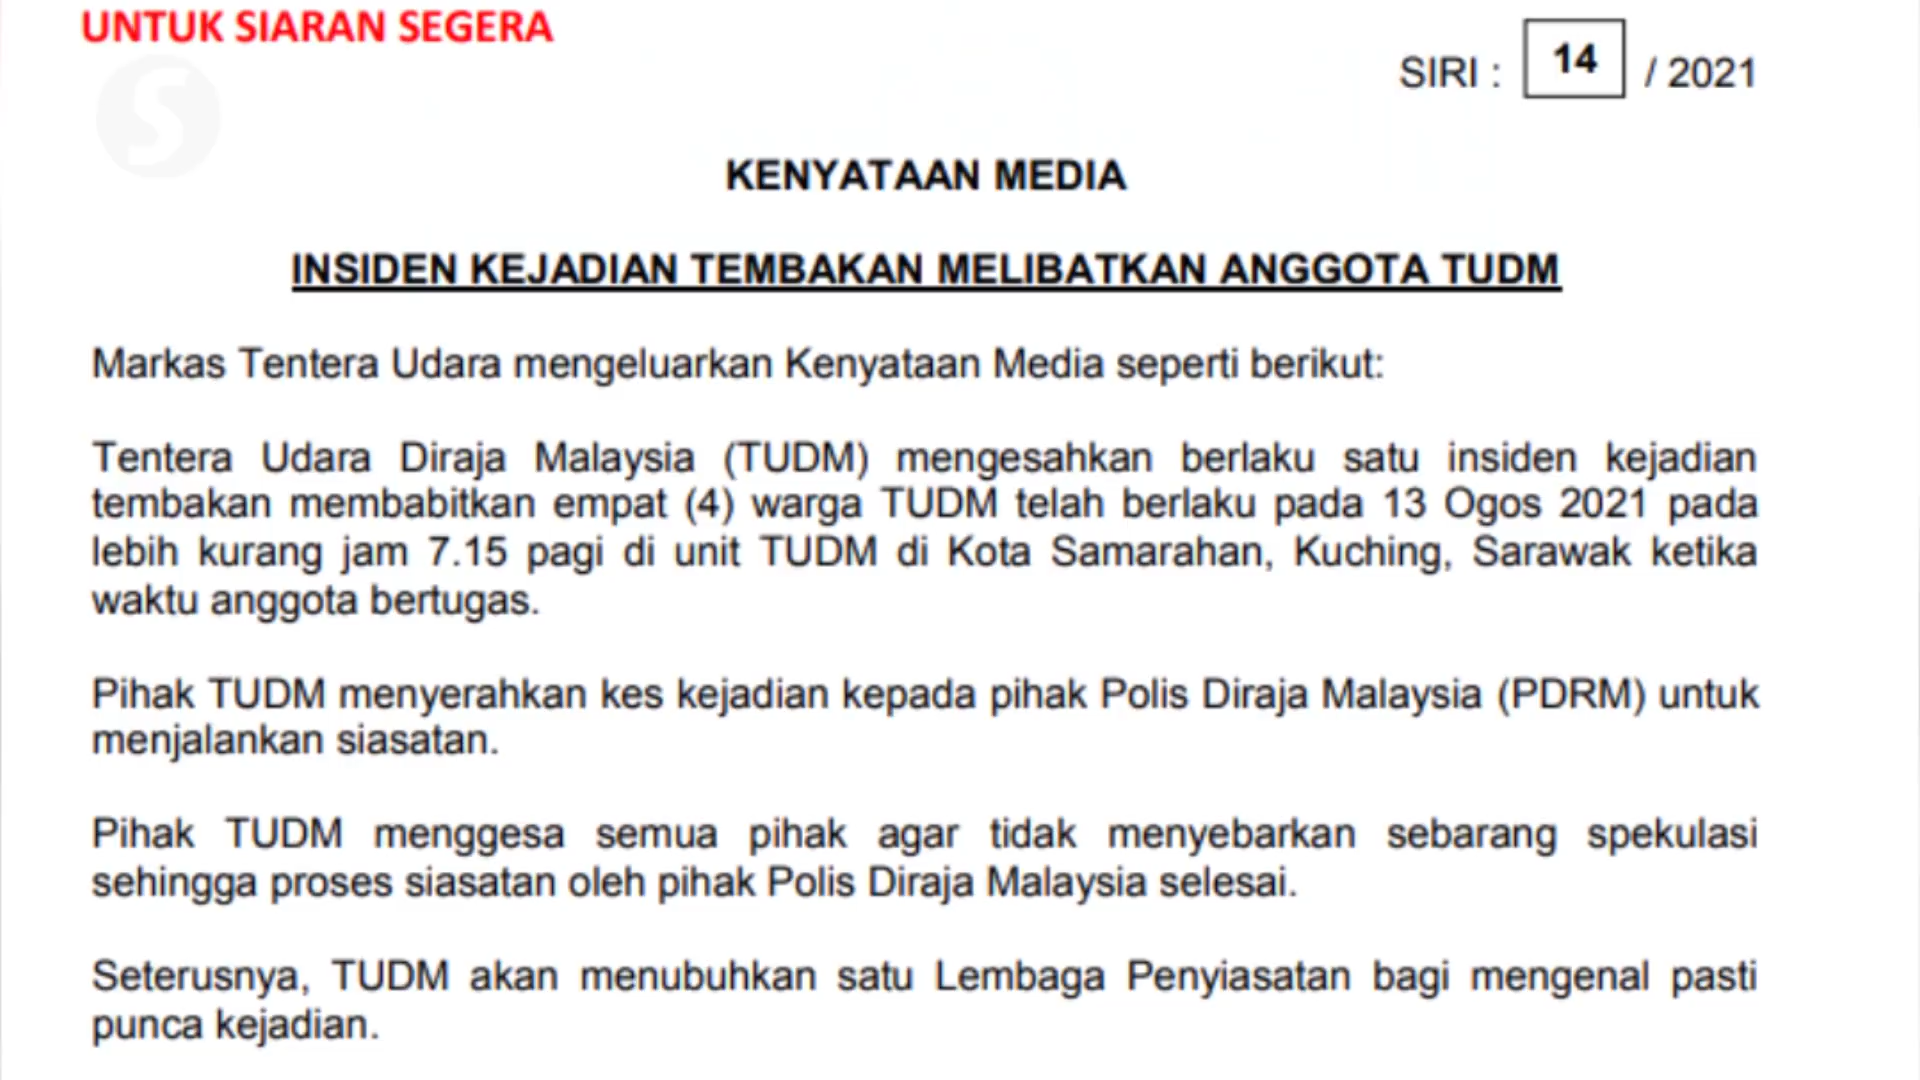 UNTUK SIARAN SEGERA
SIRI : 14 / 2021
S
KENYATAAN MEDIA
INSIDEN KEJADIAN TEMBAKAN MELIBATKAN ANGGOTA TUDM
Markas Tentera Udara mengeluarkan Kenyataan Media seperti berikut:
Tentera Udara Diraja Malaysia (TUDM) mengesahkan berlaku satu insiden kejadian
tembakan membabitkan empat (4) warga TUDM telah berlaku pada 13 Ogos 2021 pada
lebih kurang jam 7.15 pagi di unit TUDM di Kota Samarahan, Kuching, Sarawak ketika
waktu anggota bertugas.
Pihak TUDM menyerahkan kes kejadian kepada pihak Polis Diraja Malaysia (PDRM) untuk
menjalankan siasatan.
Pihak TUDM menggesa semua pihak agar tidak menyebarkan sebarang spekulasi
sehingga proses siasatan oleh pihak Polis Diraja Malaysia selesai.
Seterusnya, TUDM akan menubuhkan satu Lembaga Penyiasatan bagi mengenal pasti
punca kejadian.